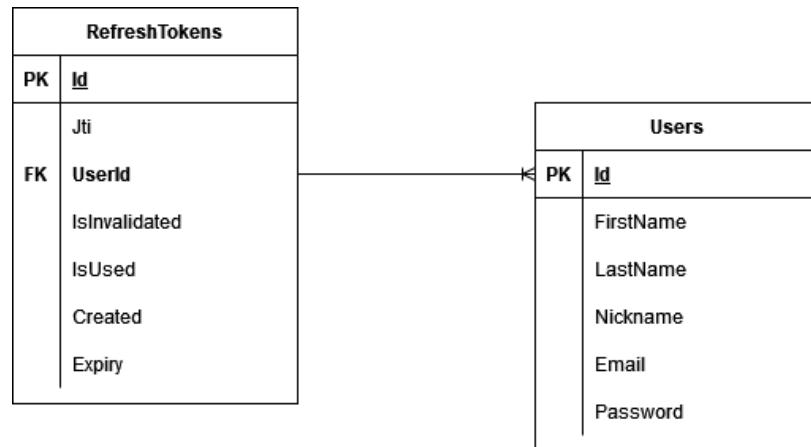 RefreshTokens
PK Id
Jti
FK UserId
IsInvalidated
IsUsed
Created
Expiry
Users
PK Id
FirstName
LastName
Nickname
Email
Password